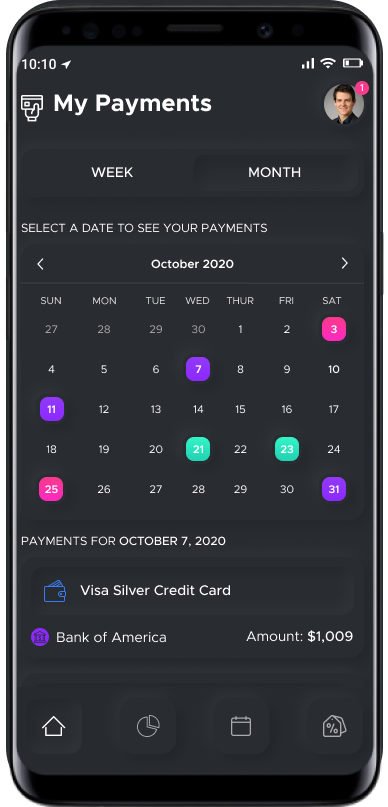 10:10
My Payments
1
WEEK MONTH
SELECT A DATE TO SEE YOUR PAYMENTS
October 2020
SUN MON TUE WED THUR FRI SAT
27 28 29 30 1 2 3
4 5 6 7 8 9 10
11 12 13 14 15 16 17
18 19 20 21 22 23 24
25 26 27 28 29 30 31
PAYMENTS FOR OCTOBER 7, 2020
Visa Silver Credit Card
Bank of America Amount: $1,009
%